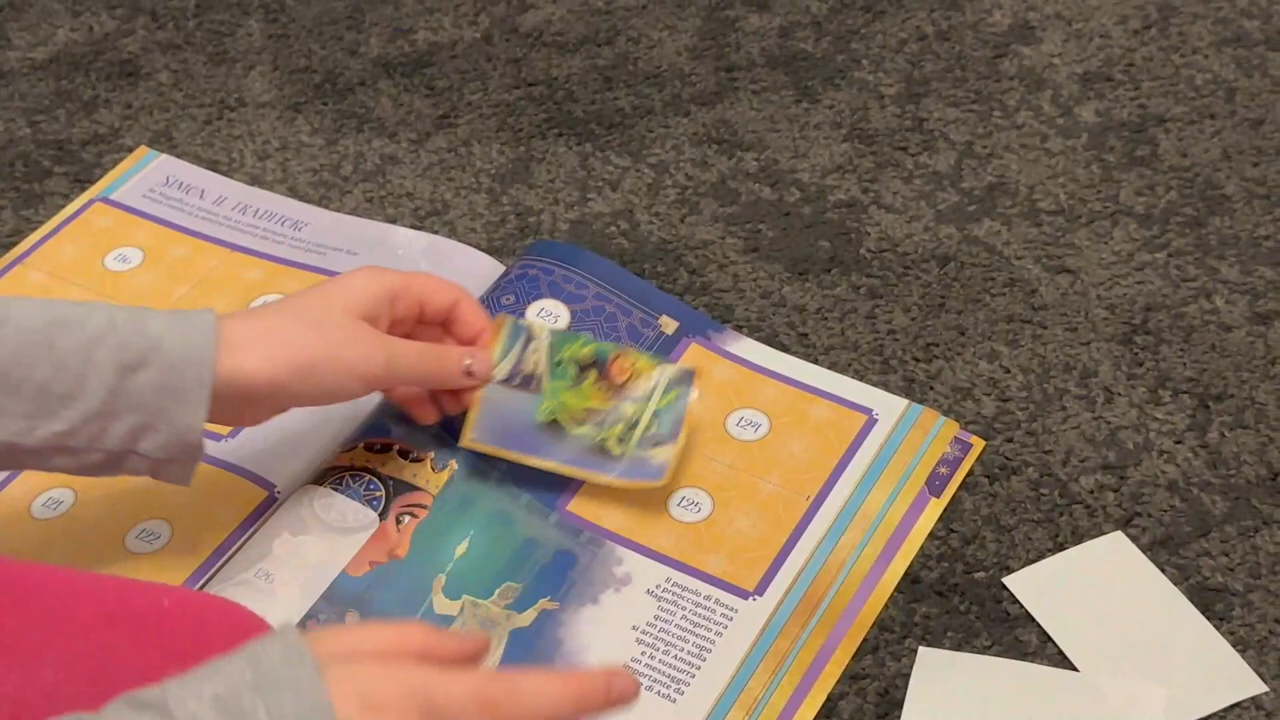 SIMON, IL TRADITORE
116
123
124
125
121
122
126
Il popolo di Rosas
è preoccupato, ma
Magnifico rassicura
tutti. Proprio in
quel momento,
un piccolo topo
si arrampica sulla
spalla di Amaya
e le sussurra
un messaggio
importante da
di Asha.